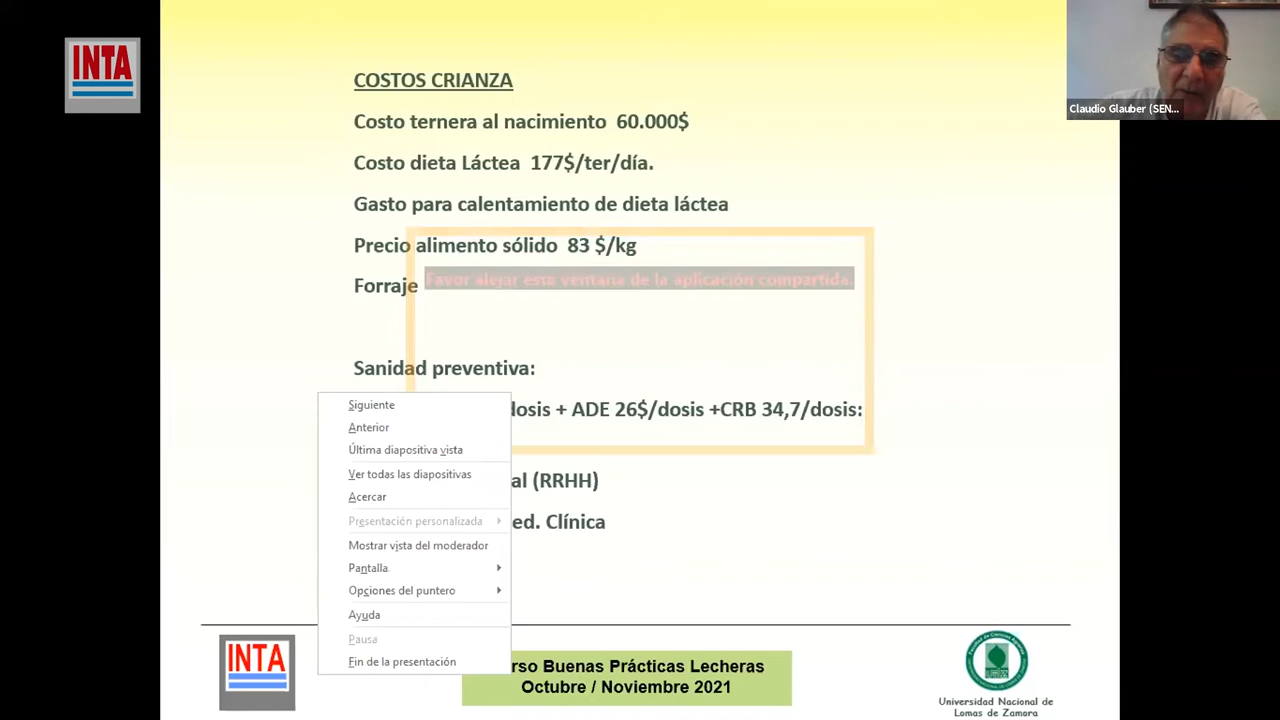 INTA
Claudio Glauber (SEN...
COSTOS CRIANZA
Costo ternera al nacimiento 60.000$
Costo dieta Láctea 177$/ter/día.
Gasto para calentamiento de dieta láctea
Precio alimento sólido 83 $/kg
Forraje
Favor alejar esta ventana de la aplicación compartida.
Sanidad preventiva:
dosis + ADE 26$/dosis +CRB 34,7/dosis:
al (RRHH)
ed. Clínica
Siguiente
Anterior
Última diapositiva vista
Ver todas las diapositivas
Acercar
Presentación personalizada
Mostrar vista del moderador
Pantalla
Opciones del puntero
Ayuda
Pausa
Fin de la presentación
INTA
rso Buenas Prácticas Lecheras
Octubre / Noviembre 2021
Universidad Nacional de
Lomas de Zamora